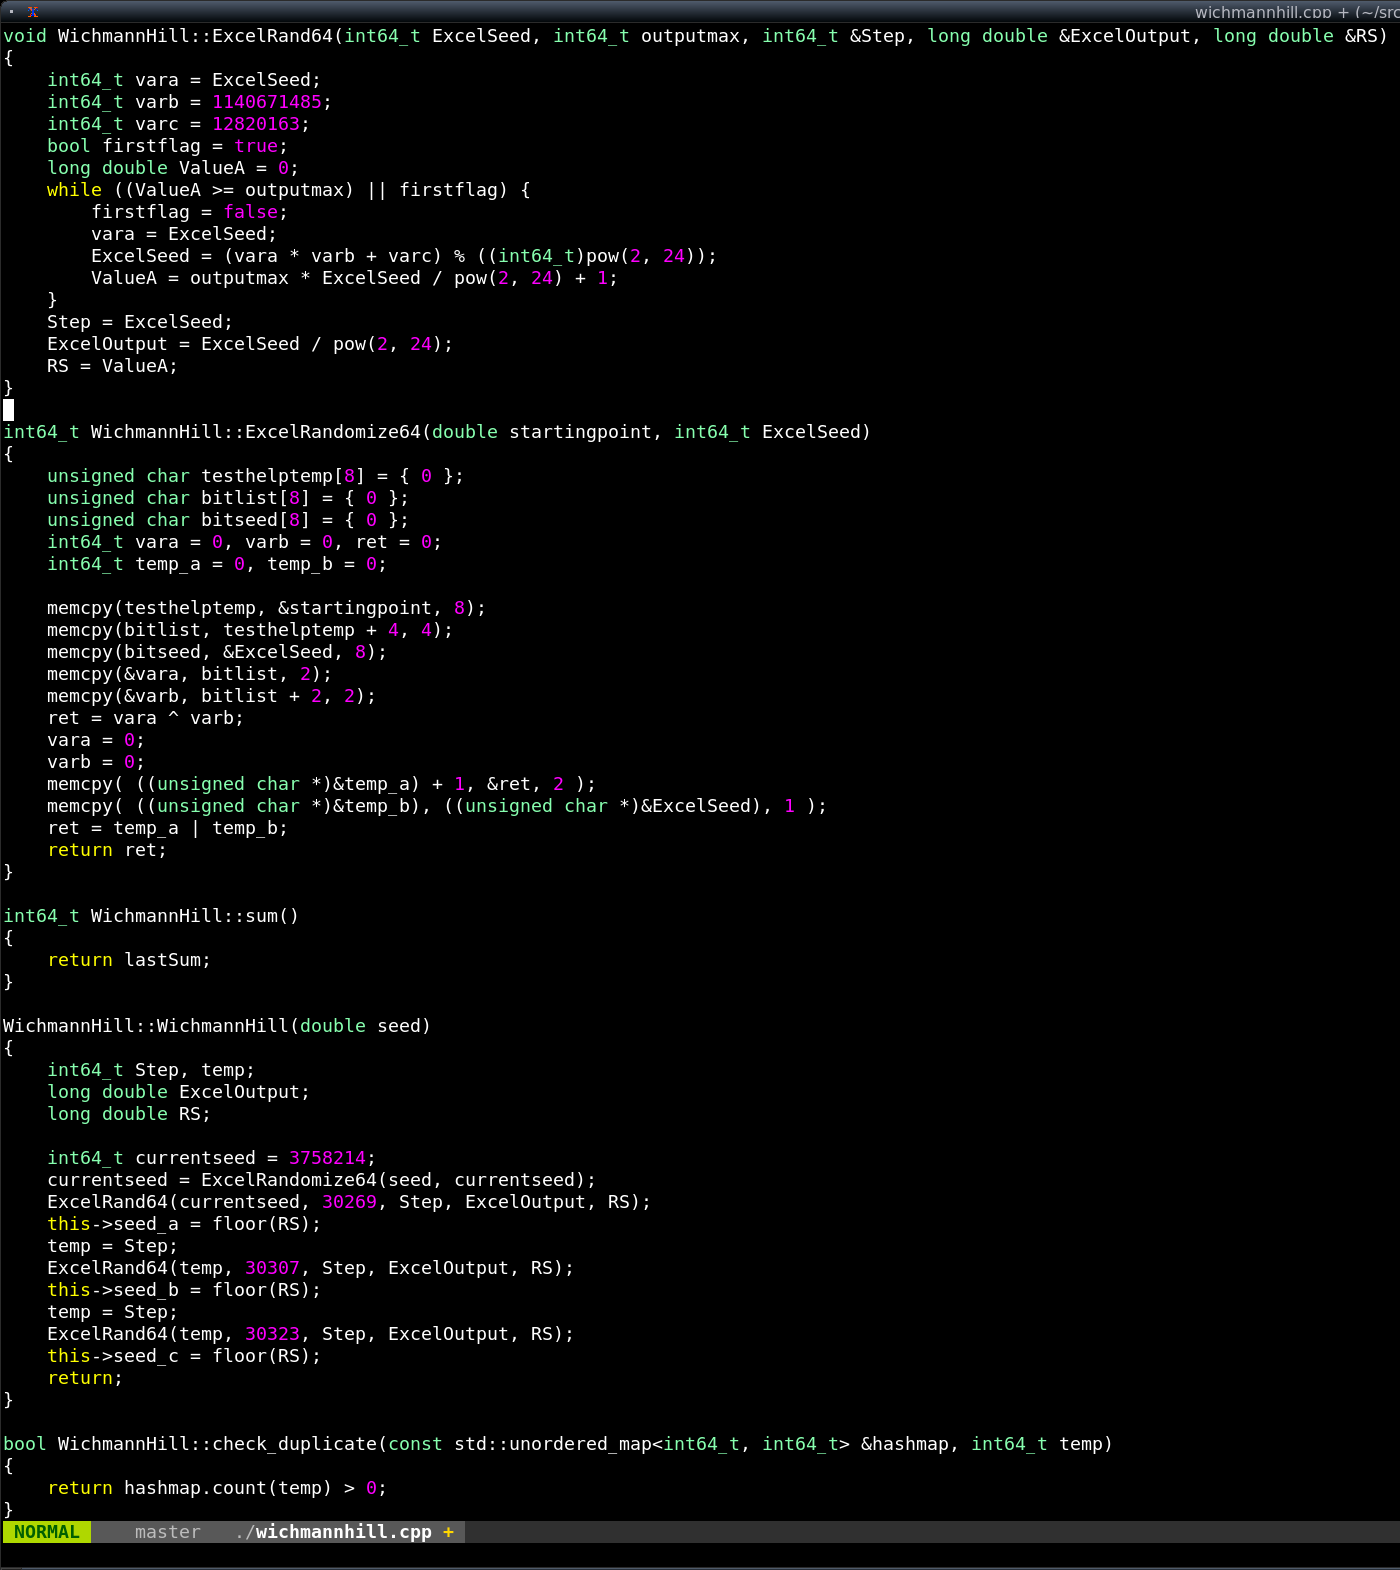 wichmannhill.cpp + (~/src
void WichmannHill::ExcelRand64(int64_t ExcelSeed, int64_t outputmax, int64_t &Step, long double &ExcelOutput, long double &RS)
{
    int64_t vara = ExcelSeed;
    int64_t varb = 1140671485;
    int64_t varc = 12820163;
    bool firstflag = true;
    long double ValueA = 0;
    while ((ValueA >= outputmax) || firstflag) {
        firstflag = false;
        vara = ExcelSeed;
        ExcelSeed = (vara * varb + varc) % ((int64_t)pow(2, 24));
        ValueA = outputmax * ExcelSeed / pow(2, 24) + 1;
    }
    Step = ExcelSeed;
    ExcelOutput = ExcelSeed / pow(2, 24);
    RS = ValueA;
}

int64_t WichmannHill::ExcelRandomize64(double startingpoint, int64_t ExcelSeed)
{
    unsigned char testhelptemp[8] = { 0 };
    unsigned char bitlist[8] = { 0 };
    unsigned char bitseed[8] = { 0 };
    int64_t vara = 0, varb = 0, ret = 0;
    int64_t temp_a = 0, temp_b = 0;

    memcpy(testhelptemp, &startingpoint, 8);
    memcpy(bitlist, testhelptemp + 4, 4);
    memcpy(bitseed, &ExcelSeed, 8);
    memcpy(&vara, bitlist, 2);
    memcpy(&varb, bitlist + 2, 2);
    ret = vara ^ varb;
    vara = 0;
    varb = 0;
    memcpy( ((unsigned char *)&temp_a) + 1, &ret, 2 );
    memcpy( ((unsigned char *)&temp_b), ((unsigned char *)&ExcelSeed), 1 );
    ret = temp_a | temp_b;
    return ret;
}

int64_t WichmannHill::sum()
{
    return lastSum;
}

WichmannHill::WichmannHill(double seed)
{
    int64_t Step, temp;
    long double ExcelOutput;
    long double RS;

    int64_t currentseed = 3758214;
    currentseed = ExcelRandomize64(seed, currentseed);
    ExcelRand64(currentseed, 30269, Step, ExcelOutput, RS);
    this->seed_a = floor(RS);
    temp = Step;
    ExcelRand64(temp, 30307, Step, ExcelOutput, RS);
    this->seed_b = floor(RS);
    temp = Step;
    ExcelRand64(temp, 30323, Step, ExcelOutput, RS);
    this->seed_c = floor(RS);
    return;
}

bool WichmannHill::check_duplicate(const std::unordered_map<int64_t, int64_t> &hashmap, int64_t temp)
{
    return hashmap.count(temp) > 0;
}
NORMAL master ./wichmannhill.cpp +